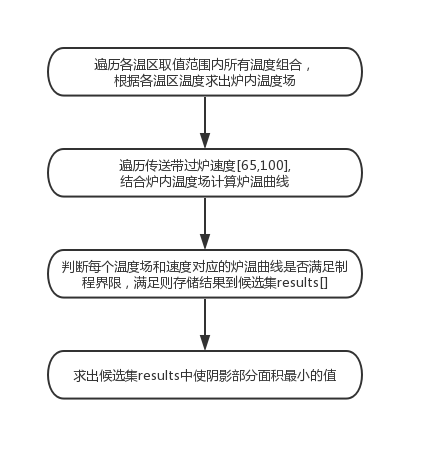 遍历各温区取值范围内所有温度组合，
根据各温区温度求出炉内温度场
遍历传送带过炉速度[65,100],
结合炉内温度场计算炉温曲线
判断每个温度场和速度对应的炉温曲线是否满足制
程界限，满足则存储结果到候选集results[]
求出候选集results中使阴影部分面积最小的值